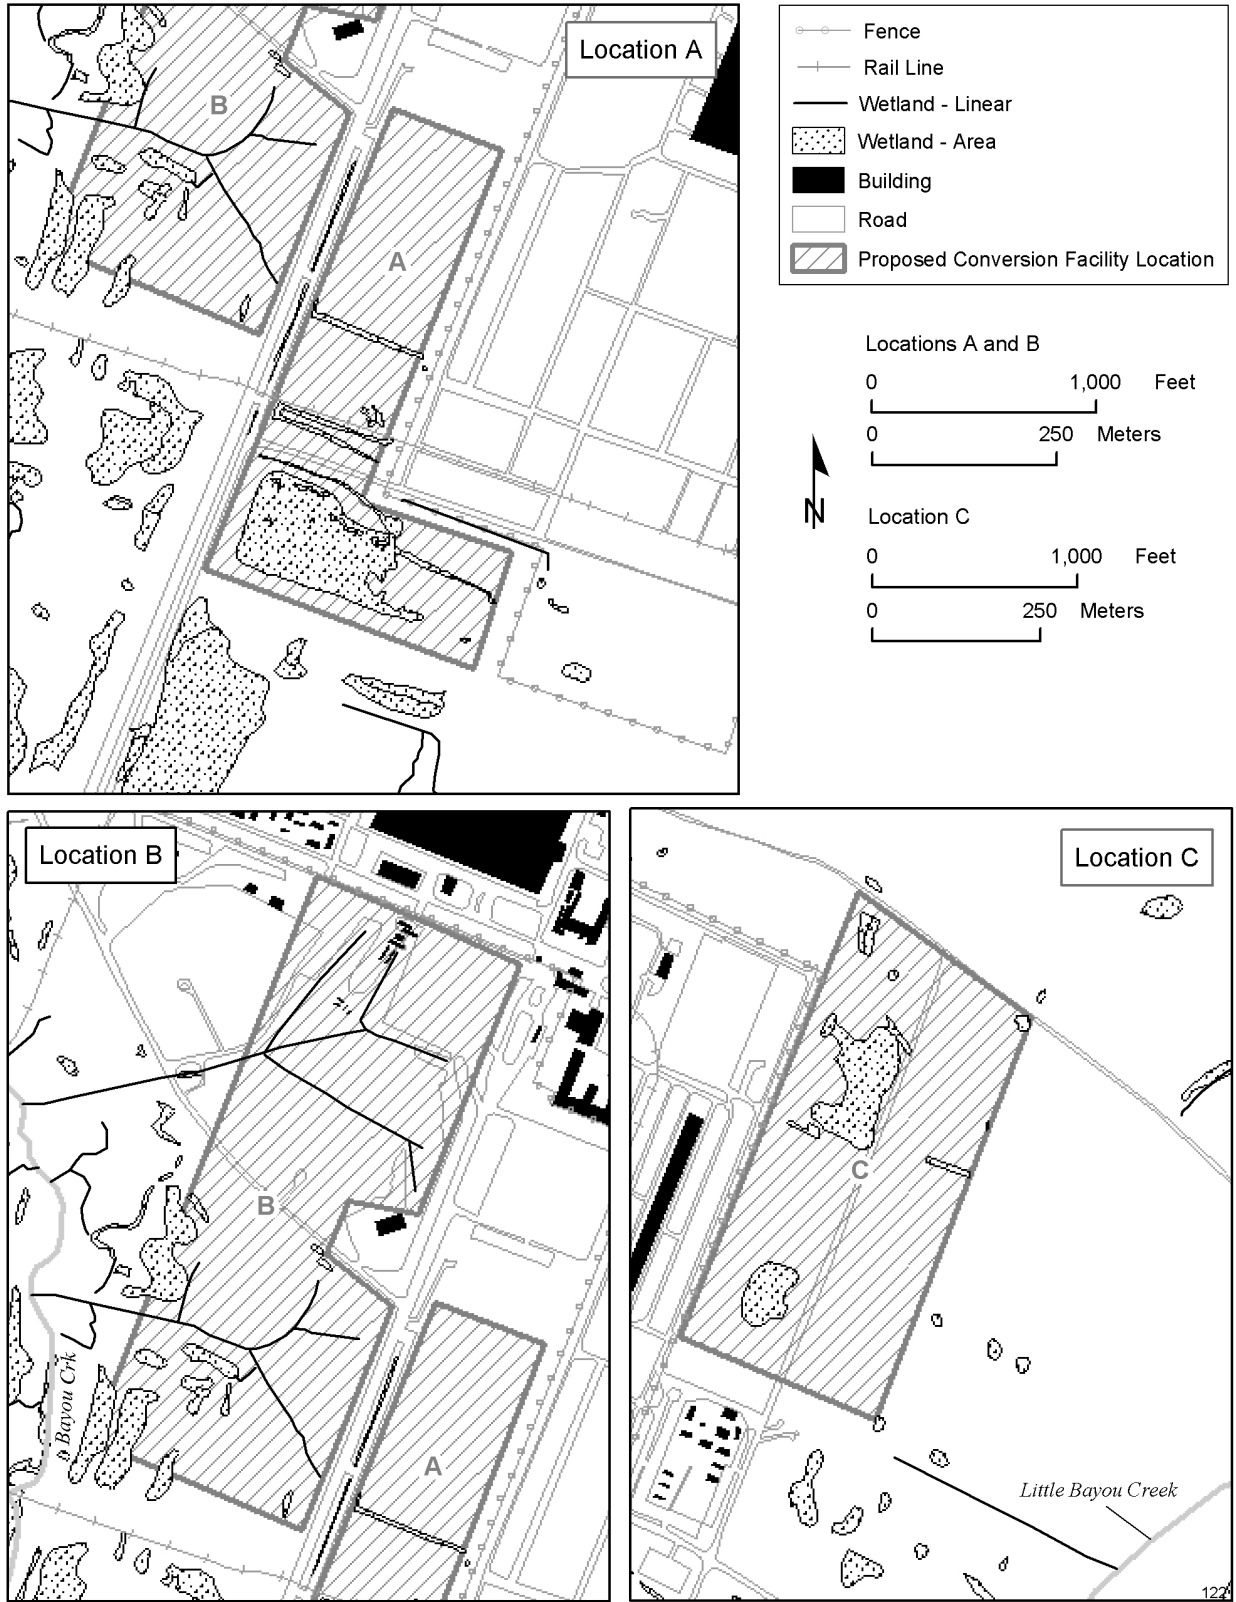 Location A
B
A
Fence
Rail Line
Wetland - Linear
Wetland - Area
Building
Road
Proposed Conversion Facility Location
Locations A and B
0 1,000 Feet
0 250 Meters
N
Location C
0 1,000 Feet
0 250 Meters
Location B
B
A
Bayou Crk
Location C
C
Little Bayou Creek
122